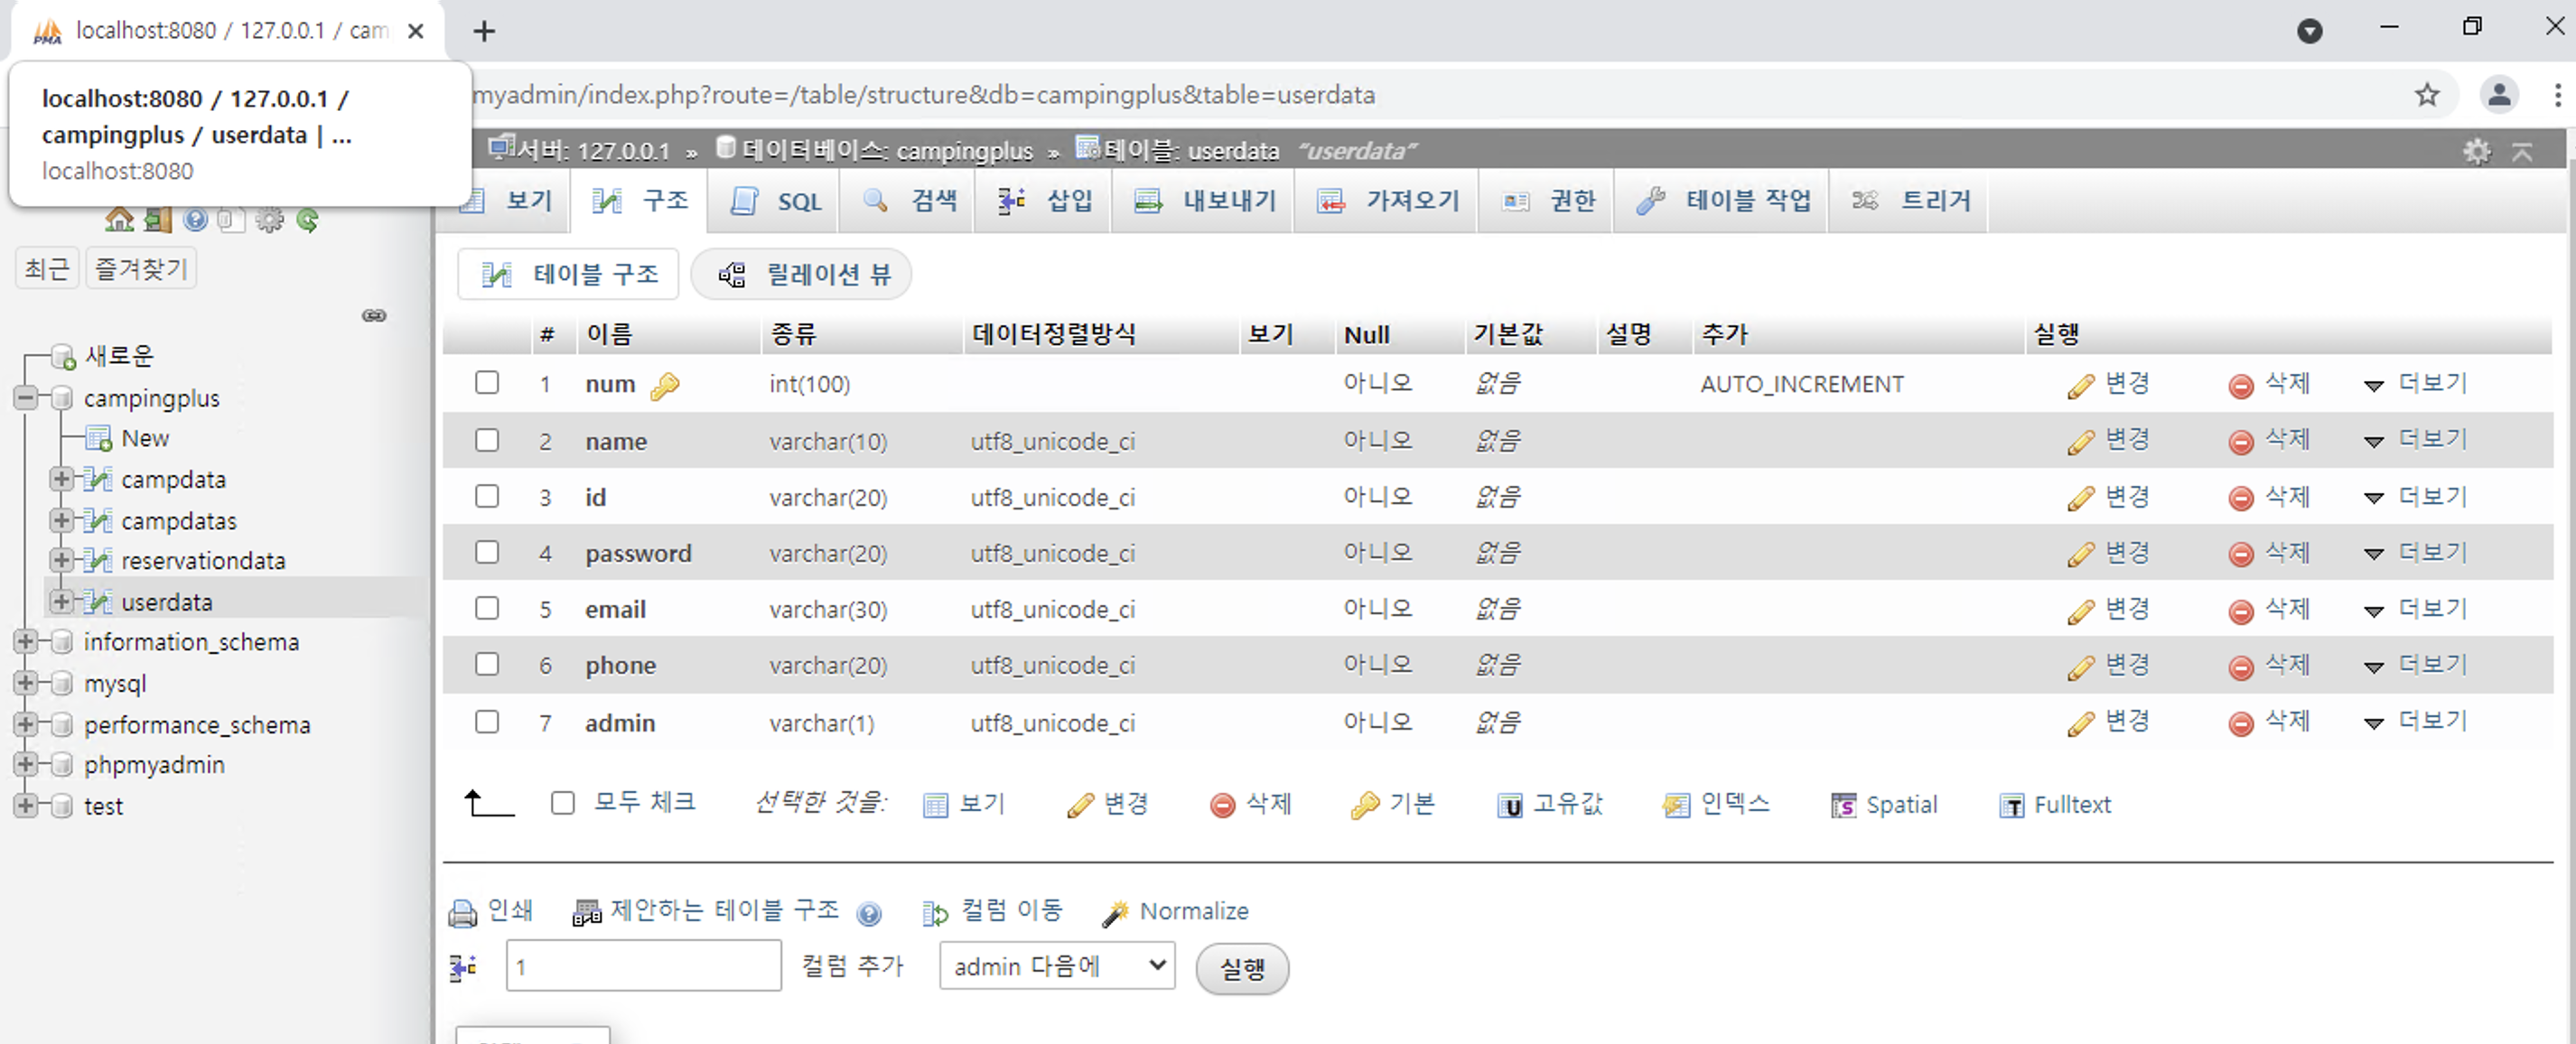 localhost:8080 / 127.0.0.1 / cam
localhost:8080 / 127.0.0.1 /
campingplus / userdata | ...
localhost:8080
myadmin/index.php?route=/table/structure&db=campingplus&table=userdata
서버: 127.0.0.1 » 데이터베이스: campingplus » 테이블: userdata "userdata"
보기 구조 SQL 검색 삽입 내보내기 가져오기 권한 테이블 작업 트리거
최근 즐겨찾기
새로운
campingplus
New
campdata
campdatas
reservationdata
userdata
information_schema
mysql
performance_schema
phpmyadmin
test
테이블 구조 릴레이션 뷰
# 이름 종류 데이터정렬방식 보기 Null 기본값 설명 추가 실행
1 num int(100) 아니오 없음 AUTO_INCREMENT 변경 삭제 더보기
2 name varchar(10) utf8_unicode_ci 아니오 없음 변경 삭제 더보기
3 id varchar(20) utf8_unicode_ci 아니오 없음 변경 삭제 더보기
4 password varchar(20) utf8_unicode_ci 아니오 없음 변경 삭제 더보기
5 email varchar(30) utf8_unicode_ci 아니오 없음 변경 삭제 더보기
6 phone varchar(20) utf8_unicode_ci 아니오 없음 변경 삭제 더보기
7 admin varchar(1) utf8_unicode_ci 아니오 없음 변경 삭제 더보기
모두 체크 선택한 것을: 보기 변경 삭제 기본 고유값 인덱스 Spatial Fulltext
인쇄 제안하는 테이블 구조 컬럼 이동 Normalize
1 컬럼 추가 admin 다음에 실행